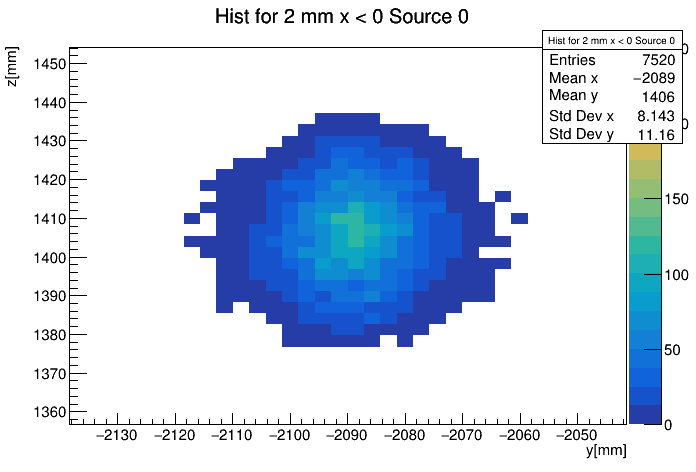 Hist for 2 mm x < 0 Source 0
z[mm]
1450
1440
1430
1420
1410
1400
1390
1380
1370
1360
−2130 −2120 −2110 −2100 −2090 −2080 −2070 −2060 −2050
y[mm]
Hist for 2 mm x < 0 Source 0
Entries 7520
Mean x −2089
Mean y 1406
Std Dev x 8.143
Std Dev y 11.16
150
100
50
0